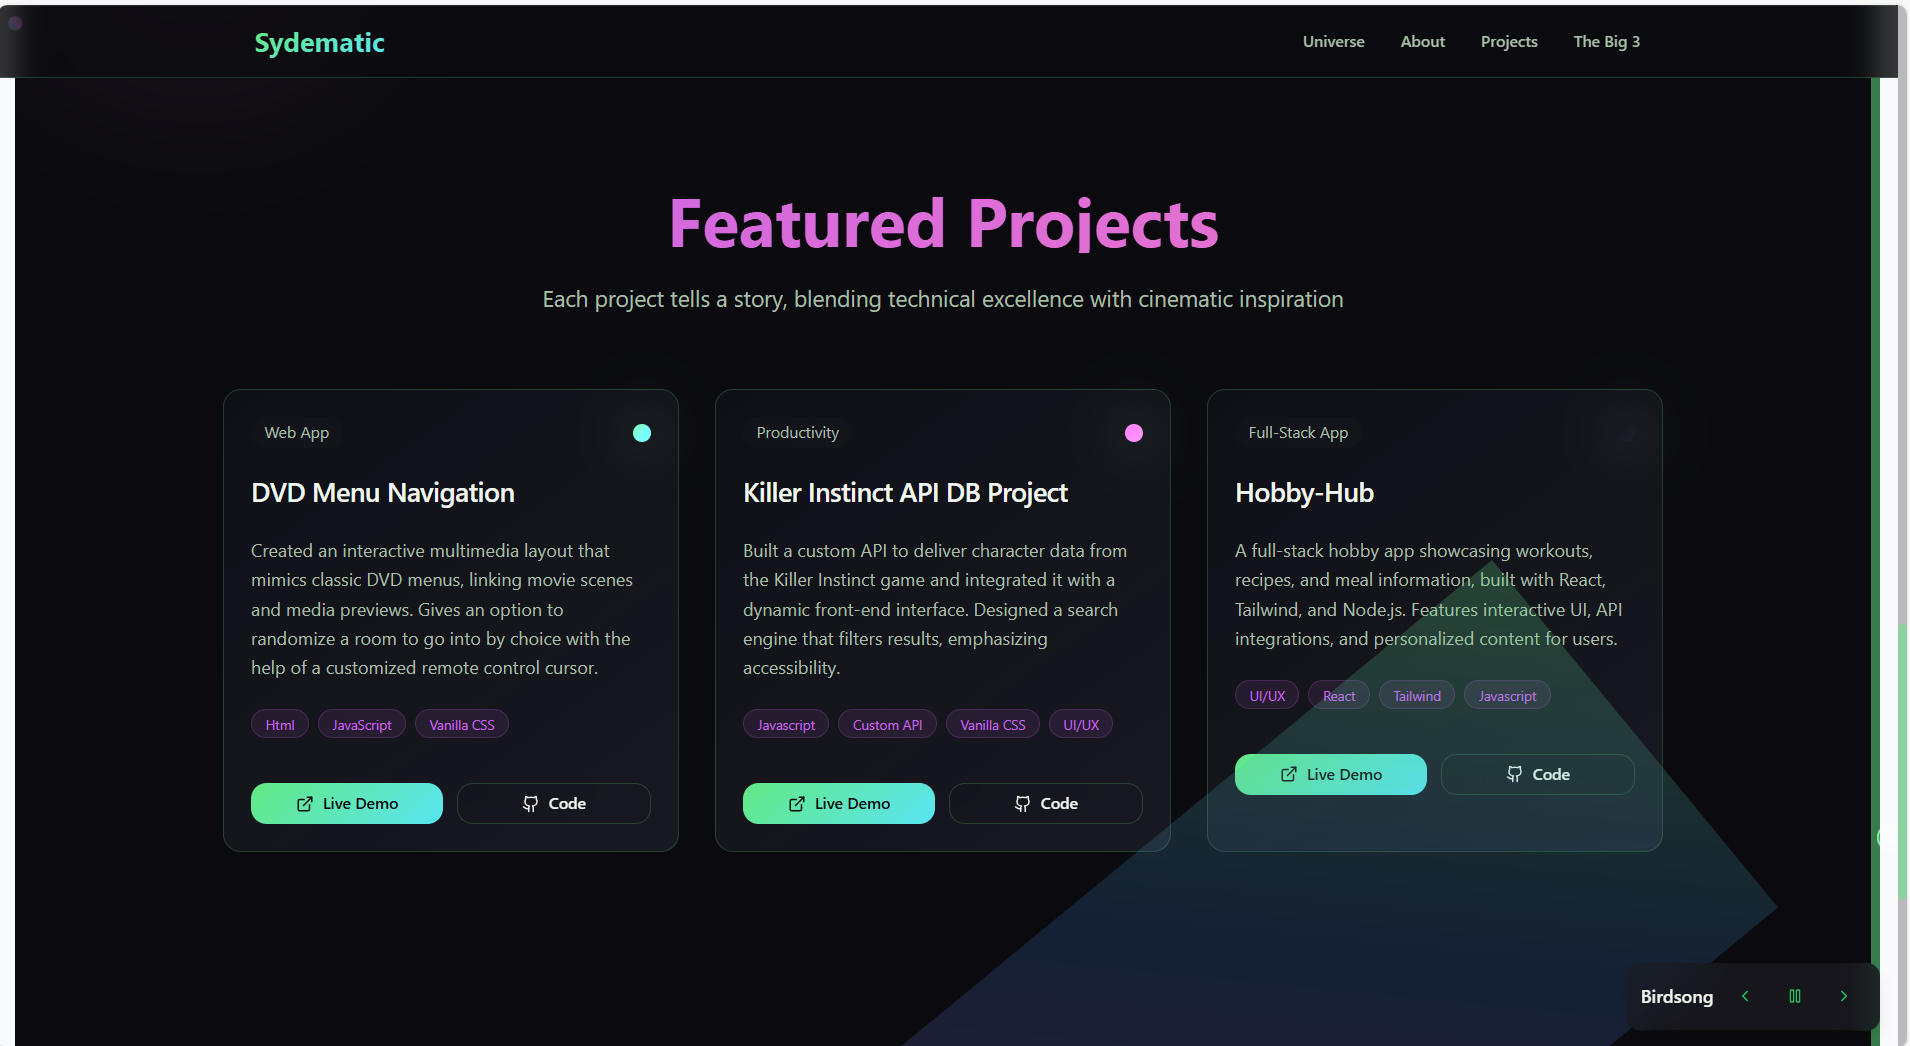 Sydematic
Universe
About
Projects
The Big 3
Featured Projects
Each project tells a story, blending technical excellence with cinematic inspiration
Web App
DVD Menu Navigation
Created an interactive multimedia layout that
mimics classic DVD menus, linking movie scenes
and media previews. Gives an option to
randomize a room to go into by choice with the
help of a customized remote control cursor.
Html
JavaScript
Vanilla CSS
Live Demo
Code
Productivity
Killer Instinct API DB Project
Built a custom API to deliver character data from
the Killer Instinct game and integrated it with a
dynamic front-end interface. Designed a search
engine that filters results, emphasizing
accessibility.
Javascript
Custom API
Vanilla CSS
UI/UX
Live Demo
Code
Full-Stack App
Hobby-Hub
A full-stack hobby app showcasing workouts,
recipes, and meal information, built with React,
Tailwind, and Node.js. Features interactive UI, API
integrations, and personalized content for users.
UI/UX
React
Tailwind
Javascript
Live Demo
Code
Birdsong